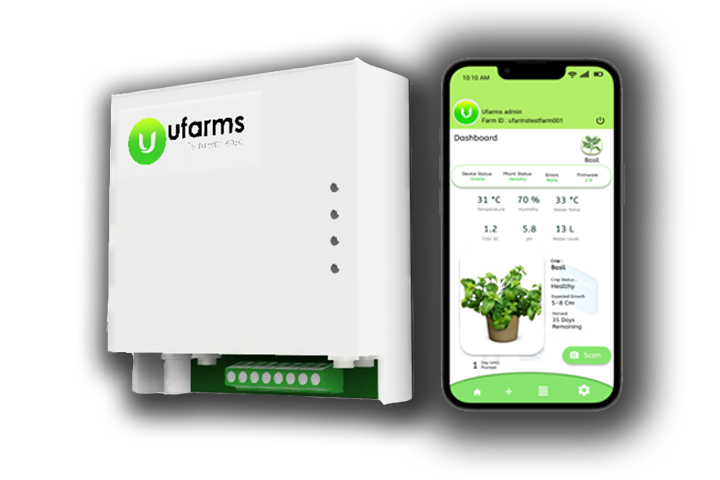 ufarms
10:10 AM
Ufarms admin
Farm ID : ufarmstestfarm001
Dashboard
Basil
Device Status
Plant Status
Errors
Firmware
Online
Healthy
None
2.0
31 °C
70 %
33 °C
Temperature
Humidity
Water Temp
1.2
5.8
13 L
TDS/ EC
pH
Water Level
Crop :
Basil
Crop Status :
Healthy
Expected Growth
5-8 Cm
Harvest
35 Days
Remaining
Scan
1
Day Until
Planted